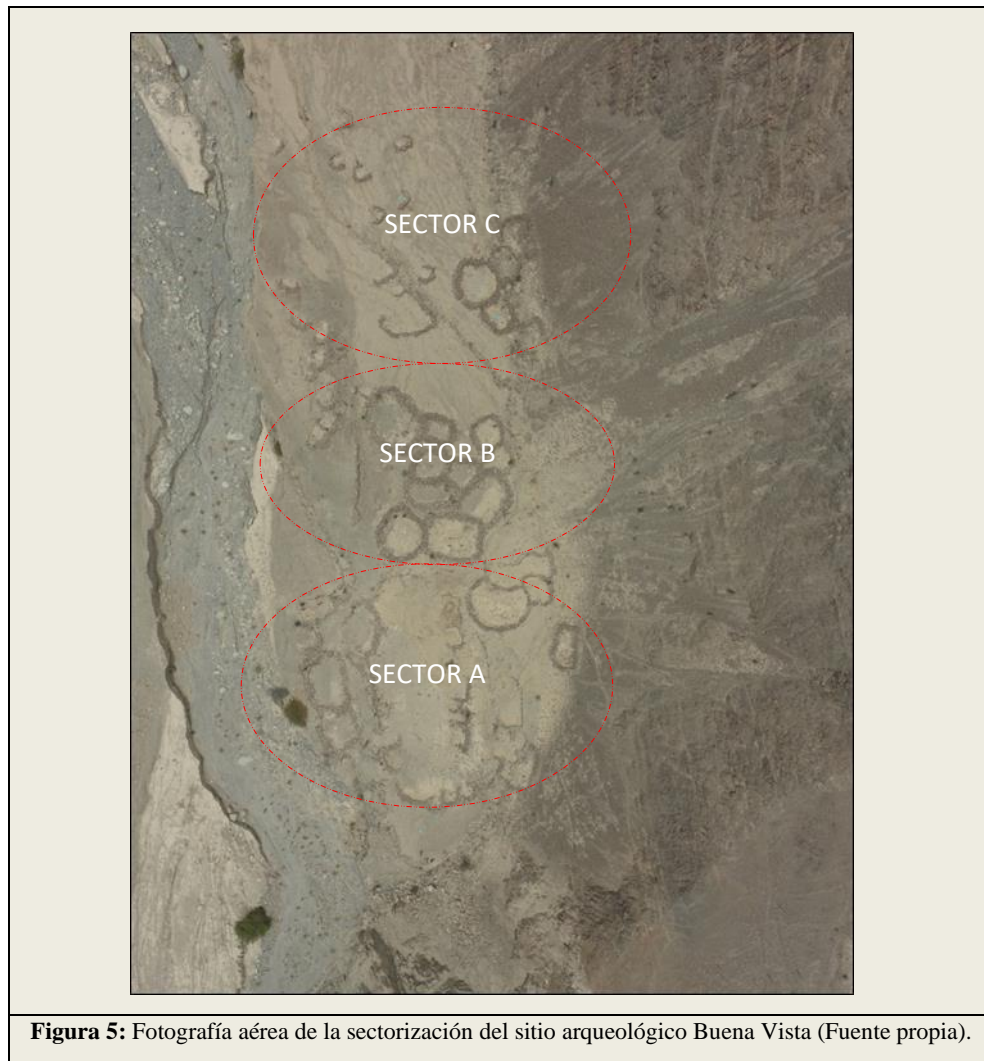 SECTOR C
SECTOR B
SECTOR A
Figura 5: Fotografía aérea de la sectorización del sitio arqueológico Buena Vista (Fuente propia).